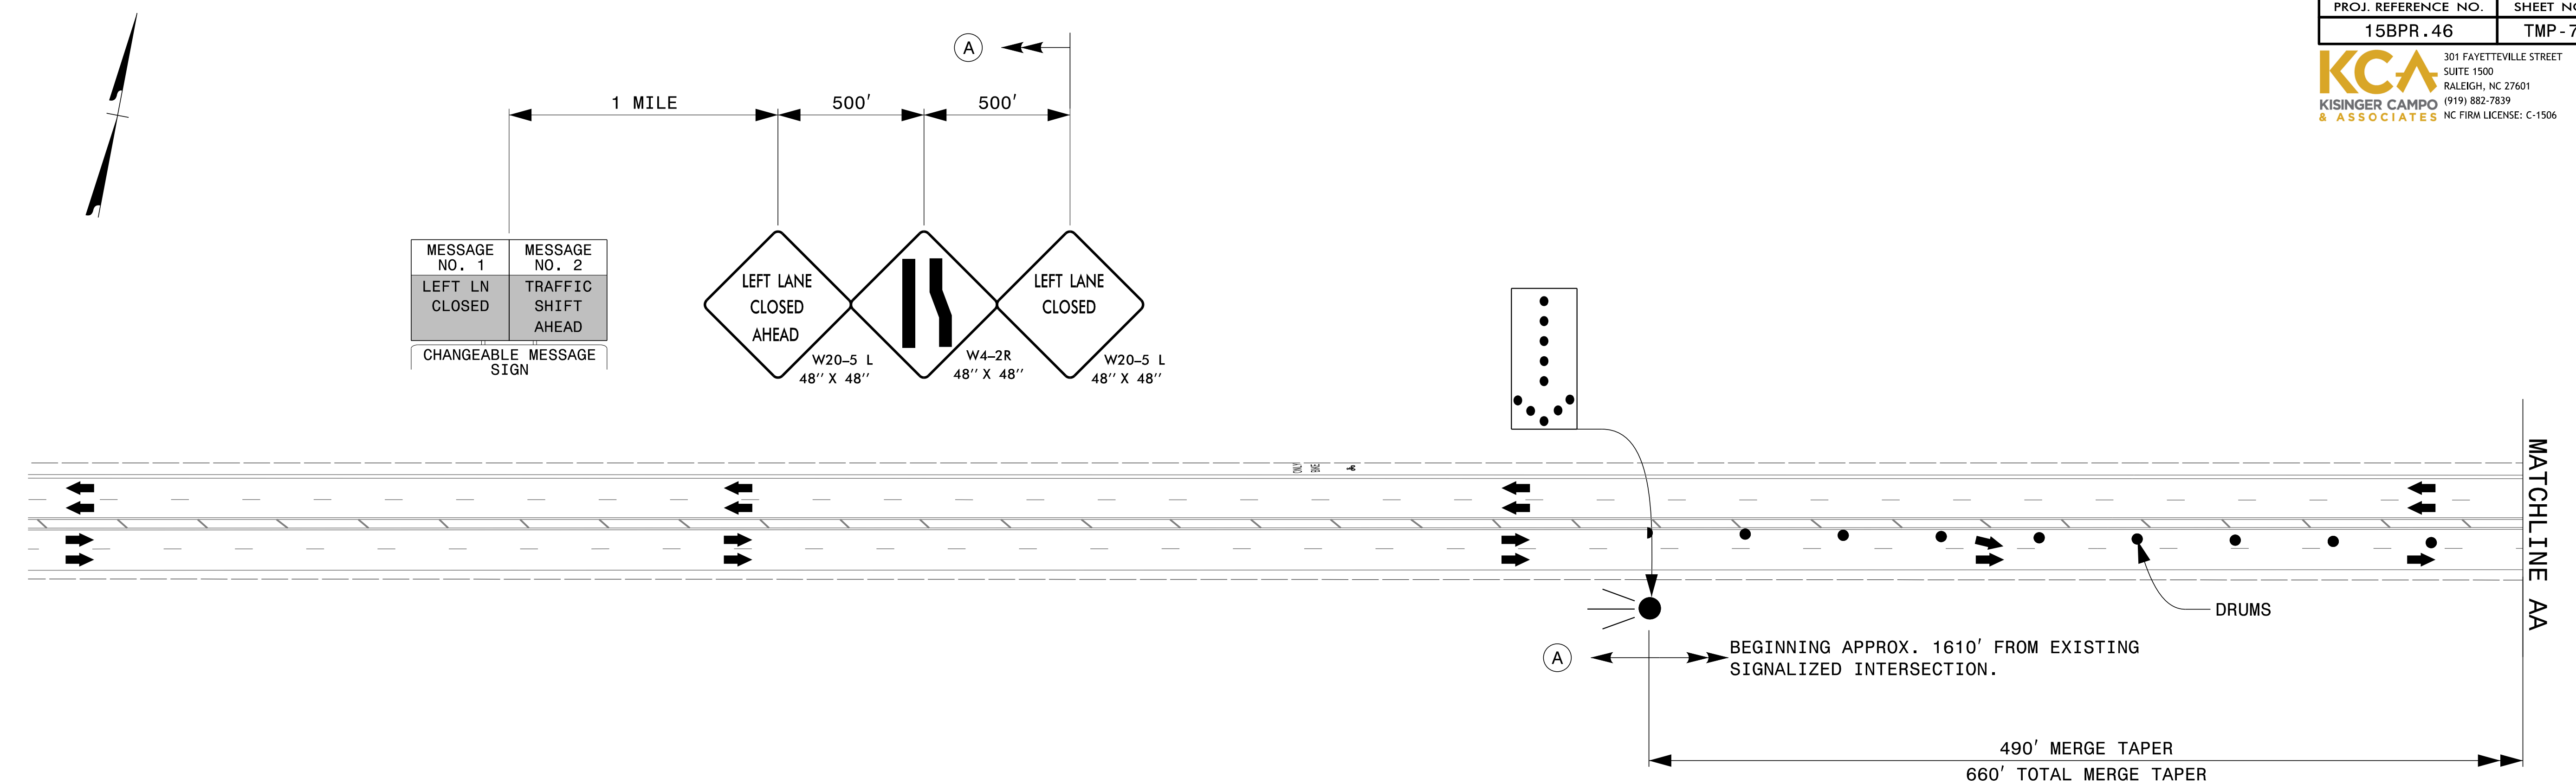 PROJ. REFERENCE NO.
15BPR.46
TMP-7
KCA
KISINGER CAMPO
& ASSOCIATES
301 FAYETTEVILLE STREET
SUITE 1500
RALEIGH, NC 27601
(919) 882-7839
NC FIRM LICENSE: C-1506
SHEET NO
A
1 MILE
500'
500'
MESSAGE
NO. 1
LEFT LN
CLOSED
MESSAGE
NO. 2
TRAFFIC
SHIFT
AHEAD
CHANGEABLE MESSAGE
SIGN
LEFT LANE
CLOSED
AHEAD
W20-5 L
48'' X 48''
W4-2R
48'' X 48''
LEFT LANE
CLOSED
W20-5 L
48'' X 48''
ONLY
BIKE
MATCHLINE AA
DRUMS
A
BEGINNING APPROX. 1610' FROM EXISTING
SIGNALIZED INTERSECTION.
490' MERGE TAPER
660' TOTAL MERGE TAPER